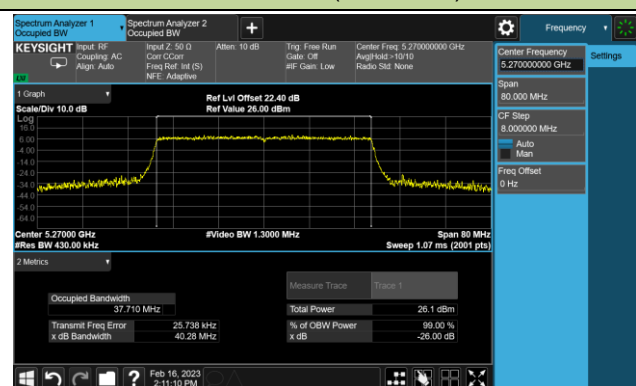 Spectrum Analyzer 1
Occupied BW
Spectrum Analyzer 2
Occupied BW
+
Frequency
KEYSIGHT
Input: RF
Coupling: AC
Align: Auto
Input Z: 50 Ω
Corr CCorr
Freq Ref: Int (S)
NFE: Adaptive
Atten: 10 dB
Trig: Free Run
Gate: Off
#IF Gain: Low
Center Freq: 5.270000000 GHz
Avg|Hold:>10/10
Radio Std: None
LXI
Center Frequency
5.270000000 GHz
Settings
Span
80.000 MHz
CF Step
8.000000 MHz
Auto
Man
Freq Offset
0 Hz
1 Graph
Scale/Div 10.0 dB
Ref Lvl Offset 22.40 dB
Ref Value 26.00 dBm
Log
16.0
6.00
-4.00
-14.0
-24.0
-34.0
-44.0
-54.0
-64.0
Center 5.27000 GHz
#Res BW 430.00 kHz
#Video BW 1.3000 MHz
Span 80 MHz
Sweep 1.07 ms (2001 pts)
2 Metrics
Measure Trace
Trace 1
Occupied Bandwidth
37.710 MHz
Total Power
26.1 dBm
Transmit Freq Error
25.738 kHz
% of OBW Power
99.00 %
x dB Bandwidth
40.28 MHz
x dB
-26.00 dB
?
Feb 16, 2023
2:11:10 PM